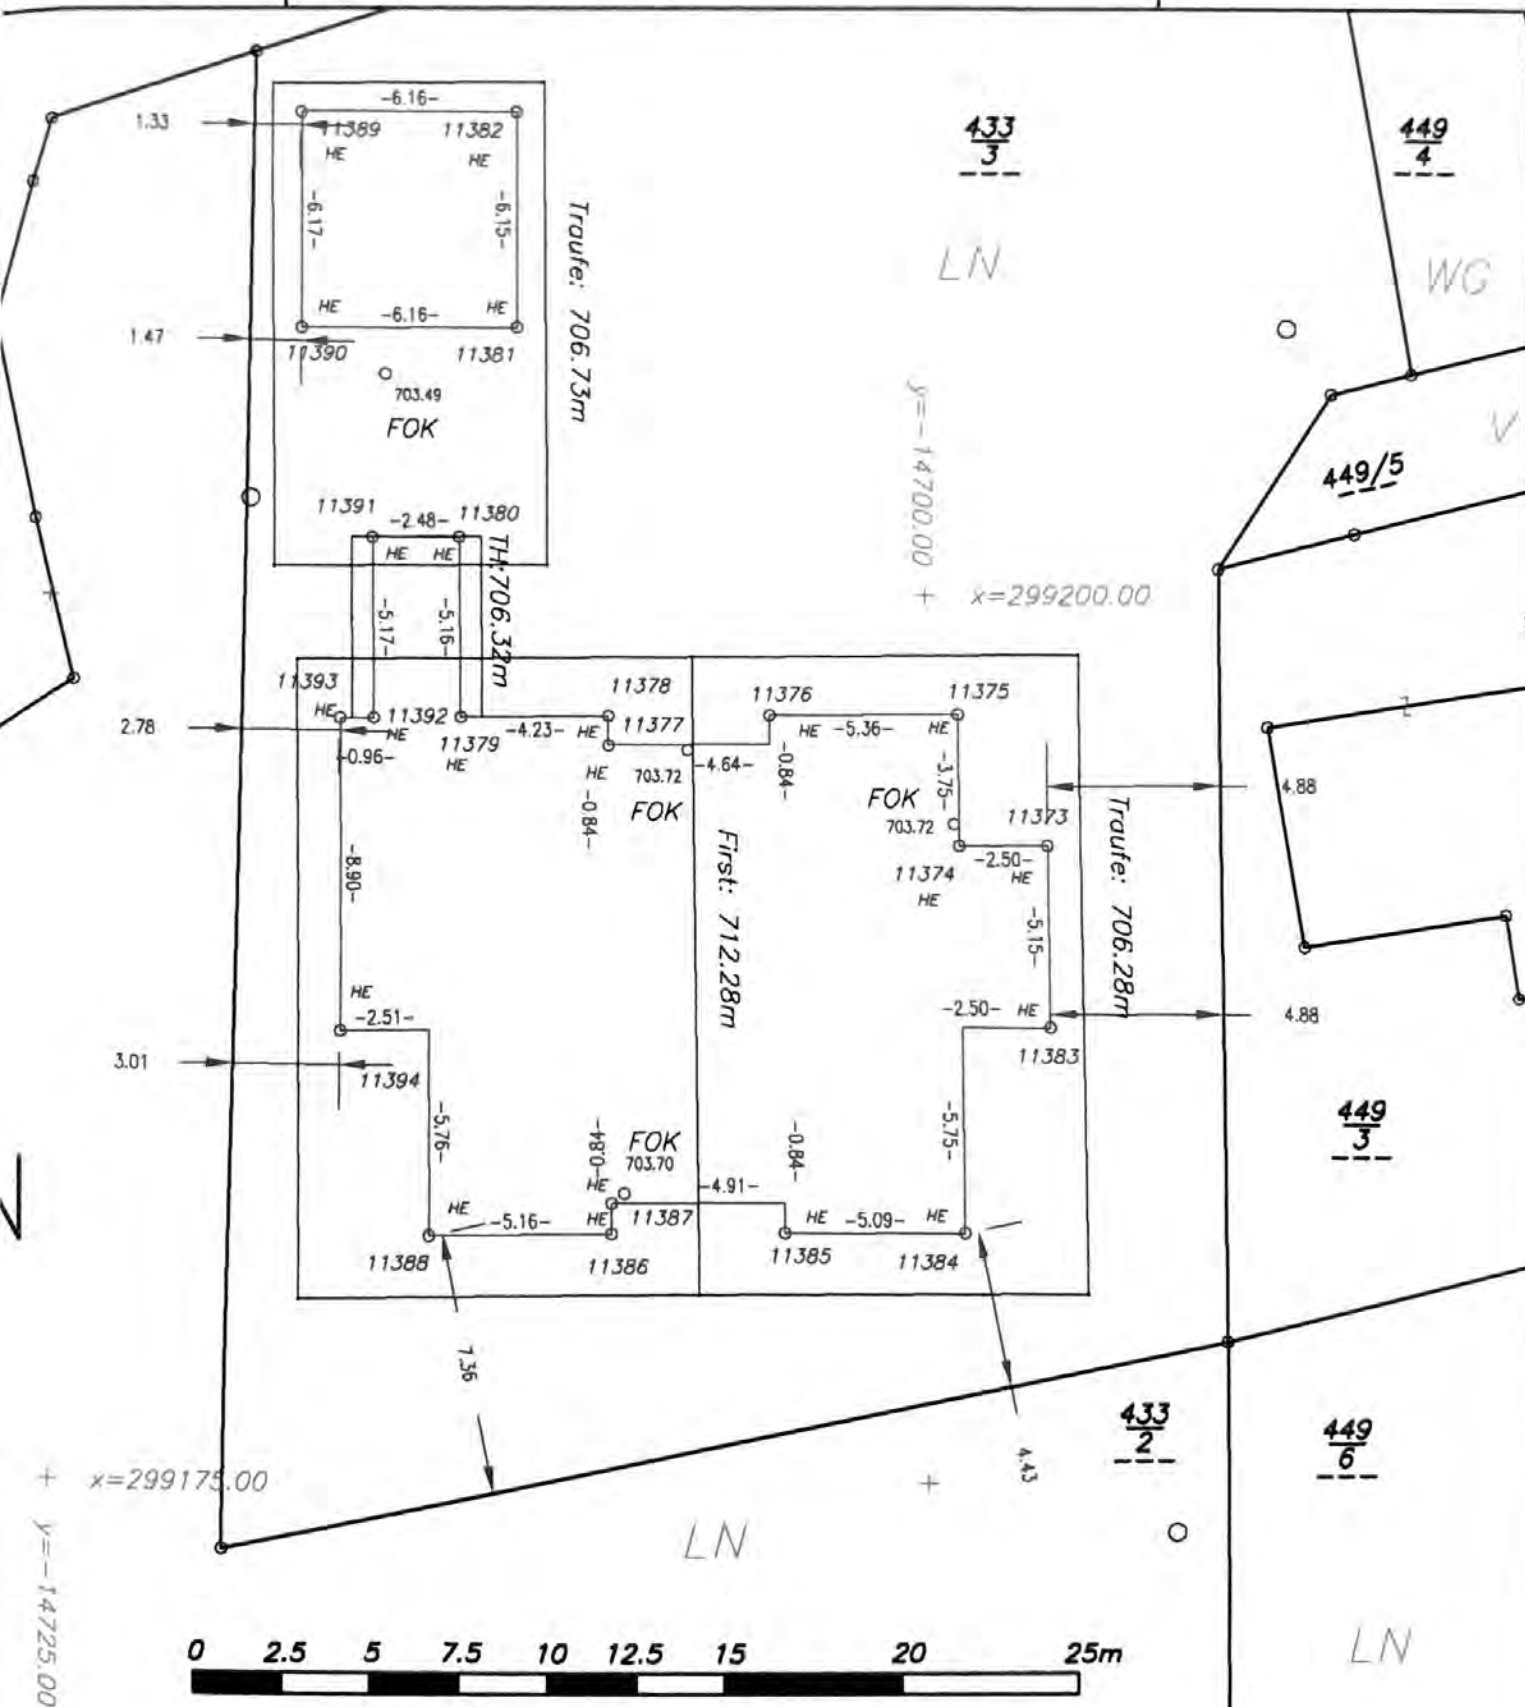 -6.16-
1.33
11389
11382
HE
HE
433
3
449
4
-6.17-
-6.15-
Traufe: 706.73m
LN
WG
HE
-6.16-
HE
1.47
11390
11381
703.49
FOK
y=-14700.00
V
449/5
11391
-2.48-
11380
HE
HE
TH:706.32m
x=299200.00
-5.17-
-5.16-
11393
11378
11376
11375
HE
11392
HE
11377
2.78
-0.96-
11379
HE
-4.23-
HE
HE
-5.36-
HE
703.72
-4.64-
-0.84-
-3.75-
FOK
HE
-0.84-
FOK
703.72
11373
4.88
Traufe: 706.28m
First: 712.28m
-8.90-
11374
HE
-2.50-
HE
-5.15-
HE
-2.51-
-2.50-
HE
4.88
11383
3.01
11394
-5.76-
-0.84-
FOK
703.70
-0.84-
-5.75-
449
3
HE
-4.91-
HE
-5.16-
HE
11387
HE
-5.09-
HE
11388
11386
11385
11384
7.36
4.43
433
2
449
6
x=299175.00
y=-14725.00
LN
LN
0 2.5 5 7.5 10 12.5 15 20 25m